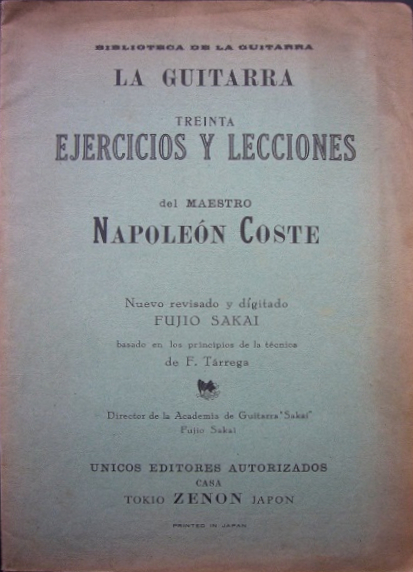 BIBLIOTECA DE LA GUITARRA
LA GUITARRA
TREINTA
EJERCICIOS Y LECCIONES
del MAESTRO
NAPOLEÓN COSTE
Nuevo revisado y dígitado
FUJIO SAKAI
basado en los principios de la técnica
de F. Tárrega
Director de la Academia de Guitarra "Sakai"
Fujio Sakai
UNICOS EDITORES AUTORIZADOS
CASA
TOKIO ZENON JAPON
PRINTED IN JAPAN